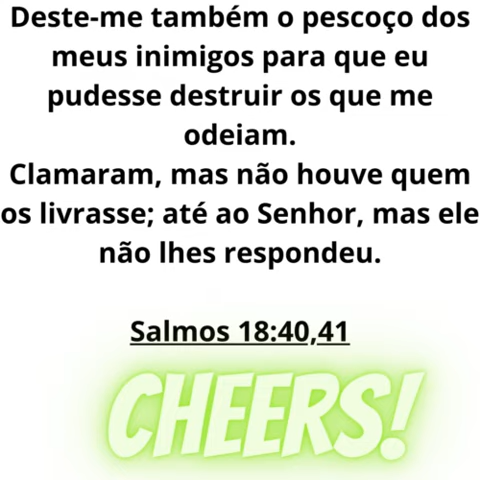 Deste-me também o pescoço dos
meus inimigos para que eu
pudesse destruir os que me
odeiam.
Clamaram, mas não houve quem
os livrasse; até ao Senhor, mas ele
não lhes respondeu.
Salmos 18:40,41
CHEERS!